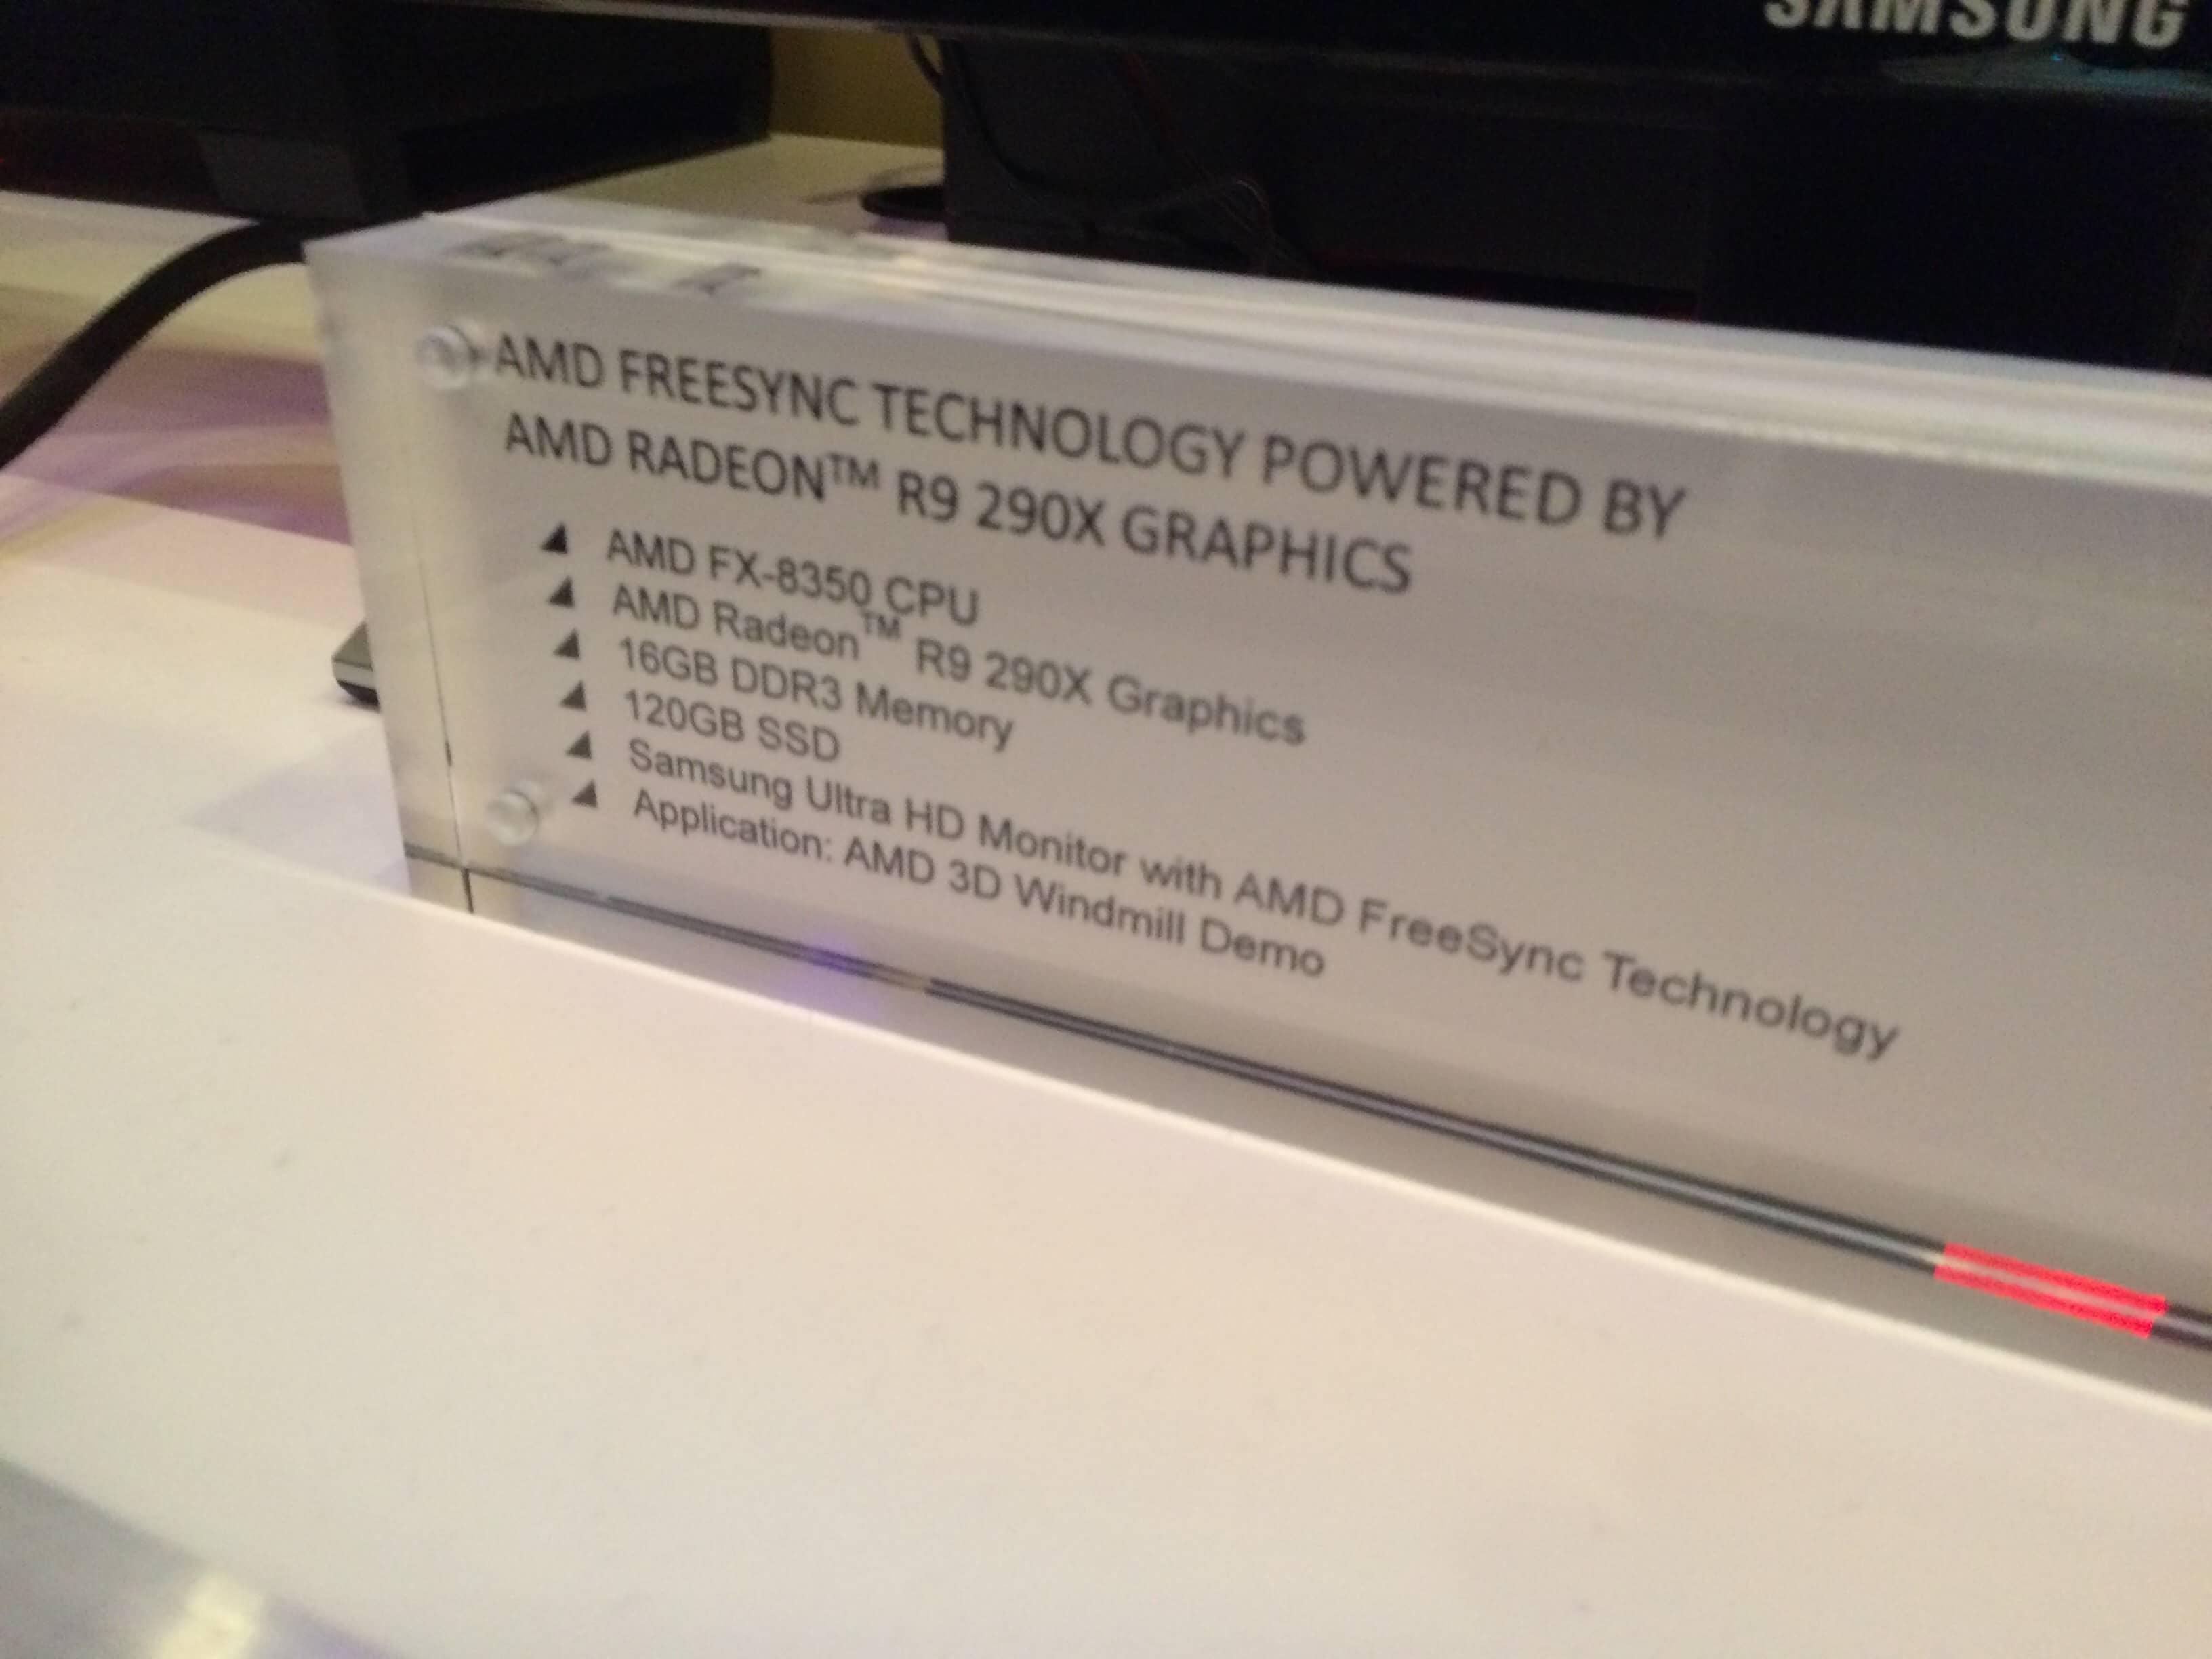 SAMSUNG
AMD FREESYNC TECHNOLOGY POWERED BY
AMD RADEON™ R9 290X GRAPHICS
AMD FX-8350 CPU
AMD Radeon™ R9 290X Graphics
16GB DDR3 Memory
120GB SSD
Samsung Ultra HD Monitor with AMD FreeSync Technology
Application: AMD 3D Windmill Demo